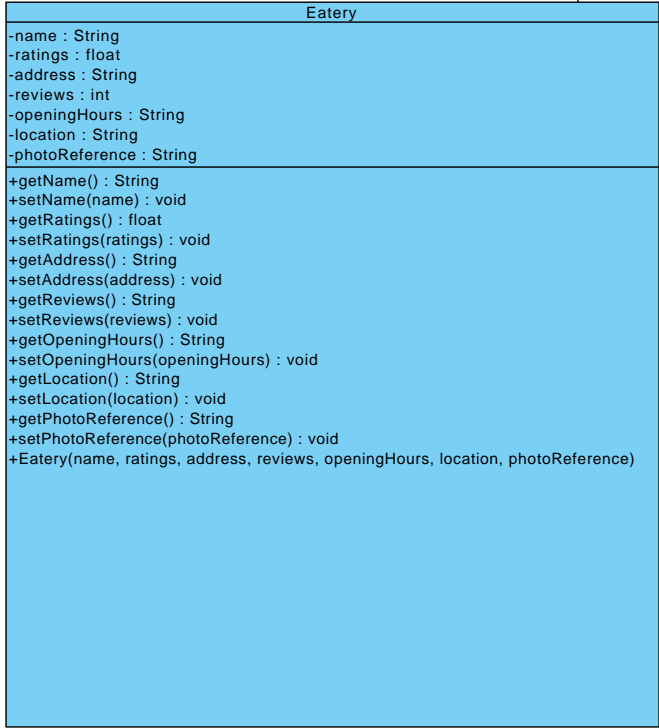 Eatery
-name : String
-ratings : float
-address : String
-reviews : int
-openingHours : String
-location : String
-photoReference : String
+getName() : String
+setName(name) : void
+getRatings() : float
+setRatings(ratings) : void
+getAddress() : String
+setAddress(address) : void
+getReviews() : String
+setReviews(reviews) : void
+getOpeningHours() : String
+setOpeningHours(openingHours) : void
+getLocation() : String
+setLocation(location) : void
+getPhotoReference() : String
+setPhotoReference(photoReference) : void
+Eatery(name, ratings, address, reviews, openingHours, location, photoReference)